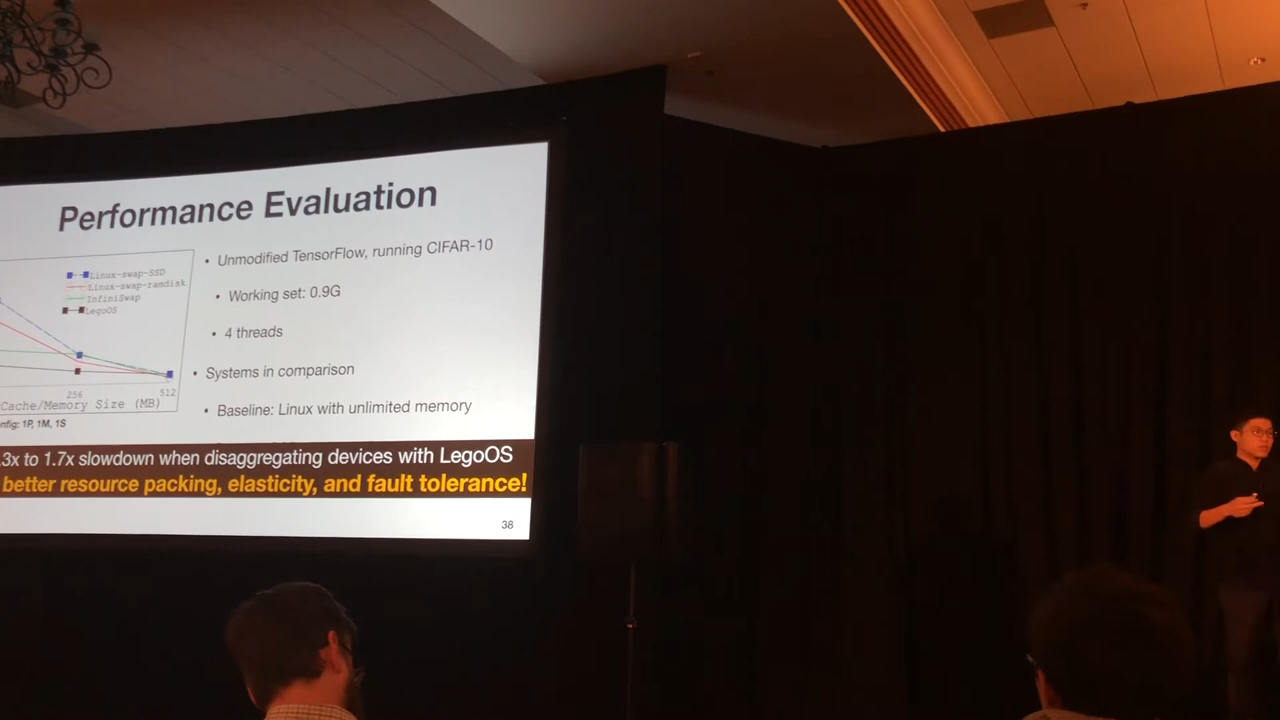 Performance Evaluation
Linux-swap-SSD
Linux-swap-ramdisk
InfiniSwap
LegoOS
256
512
Cache/Memory Size (MB)
nfig: 1P, 1M, 1S
• Unmodified TensorFlow, running CIFAR-10
• Working set: 0.9G
• 4 threads
• Systems in comparison
• Baseline: Linux with unlimited memory
.3x to 1.7x slowdown when disaggregating devices with LegoOS
better resource packing, elasticity, and fault tolerance!
38